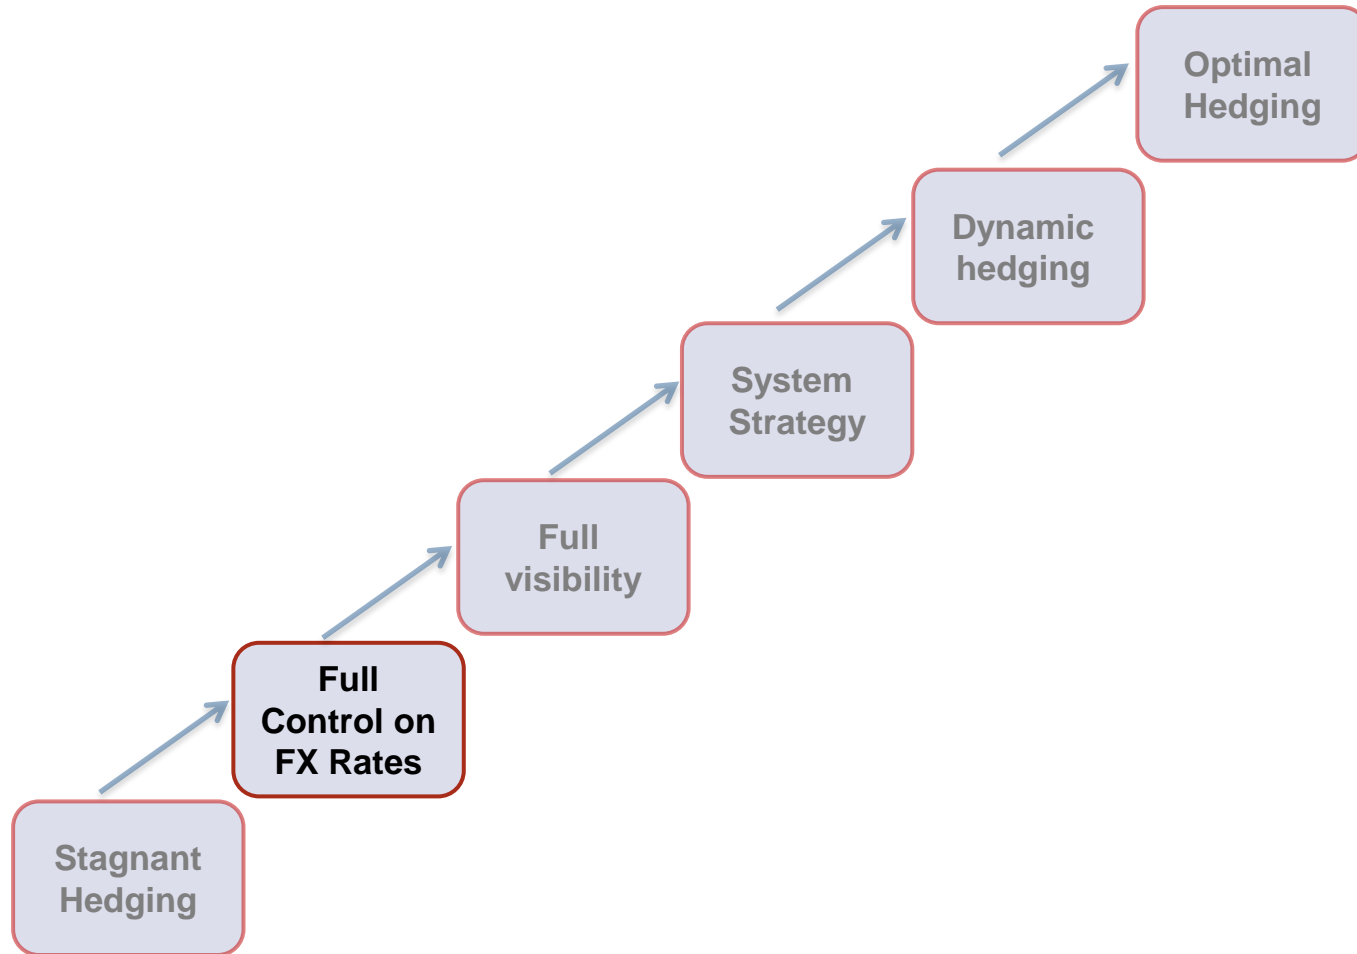 Optimal
Hedging
Dynamic
hedging
System
Strategy
Full
visibility
Full
Control on
FX Rates
Stagnant
Hedging